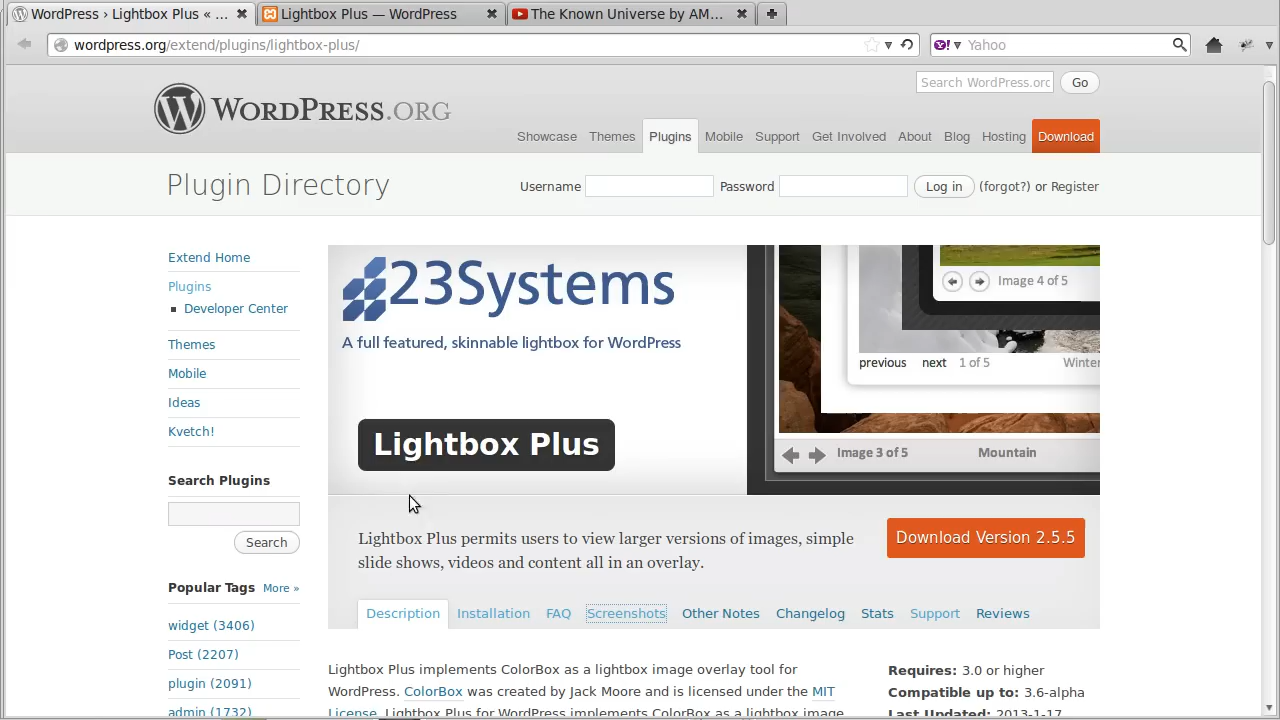 WordPress › Lightbox Plus « ...
Lightbox Plus — WordPress
The Known Universe by AM...
wordpress.org/extend/plugins/lightbox-plus/
Yahoo
WORDPRESS.ORG
Search WordPress.orc
Go
Showcase
Themes
Plugins
Mobile
Support
Get Involved
About
Blog
Hosting
Download
Plugin Directory
Username
Password
Log in
(forgot?) or Register
Extend Home
Plugins
Developer Center
Themes
Mobile
Ideas
Kvetch!
Search Plugins
Search
Popular Tags More »
widget (3406)
Post (2207)
plugin (2091)
admin (1732)
23Systems
A full featured, skinnable lightbox for WordPress
Image 4 of 5
previous next 1 of 5 Winter
Image 3 of 5 Mountain
Lightbox Plus
Lightbox Plus permits users to view larger versions of images, simple
slide shows, videos and content all in an overlay.
Download Version 2.5.5
Description
Installation
FAQ
Screenshots
Other Notes
Changelog
Stats
Support
Reviews
Lightbox Plus implements ColorBox as a lightbox image overlay tool for
WordPress. ColorBox was created by Jack Moore and is licensed under the MIT
License. Lightbox Plus for WordPress implements ColorBox as a lightbox image
Requires: 3.0 or higher
Compatible up to: 3.6-alpha
Last Updated: 2013-1-17